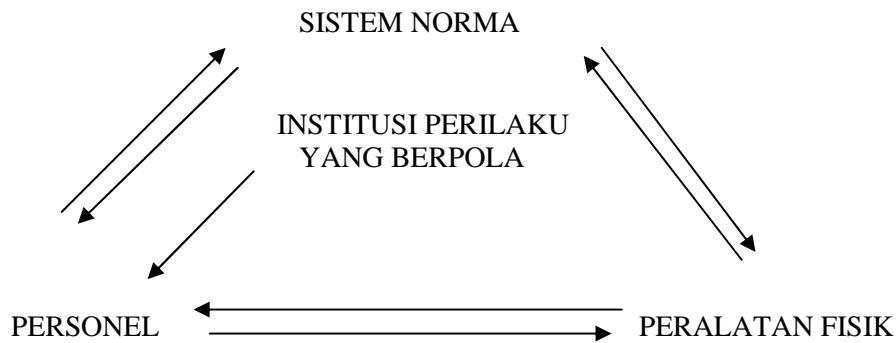 SISTEM NORMA
INSTITUSI PERILAKU
YANG BERPOLA
PERSONEL
PERALATAN FISIK